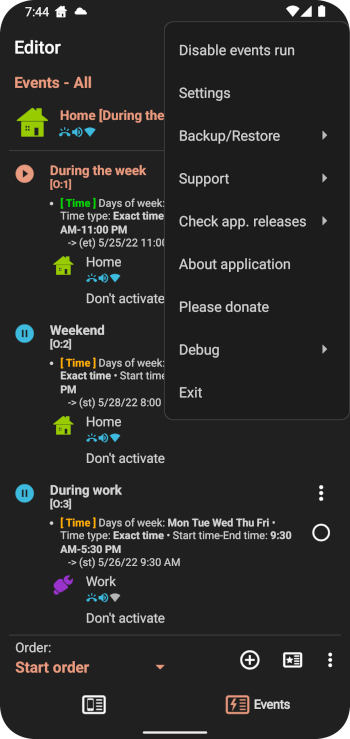 7:44
Editor
Events - All
Home [During the
During the week
[O:1]
• [ Time ] Days of week:
Time type: Exact time
AM-11:00 PM
-> (et) 5/25/22 11:00
Home
Don't activate
Weekend
[O:2]
• [ Time ] Days of week:
Exact time • Start time
PM
-> (st) 5/28/22 8:00
Home
Don't activate
During work
[O:3]
• [ Time ] Days of week: Mon Tue Wed Thu Fri •
Time type: Exact time • Start time-End time: 9:30
AM-5:30 PM
-> (st) 5/26/22 9:30 AM
Work
Don't activate
Order:
Start order
Events
Disable events run
Settings
Backup/Restore
Support
Check app. releases
About application
Please donate
Debug
Exit